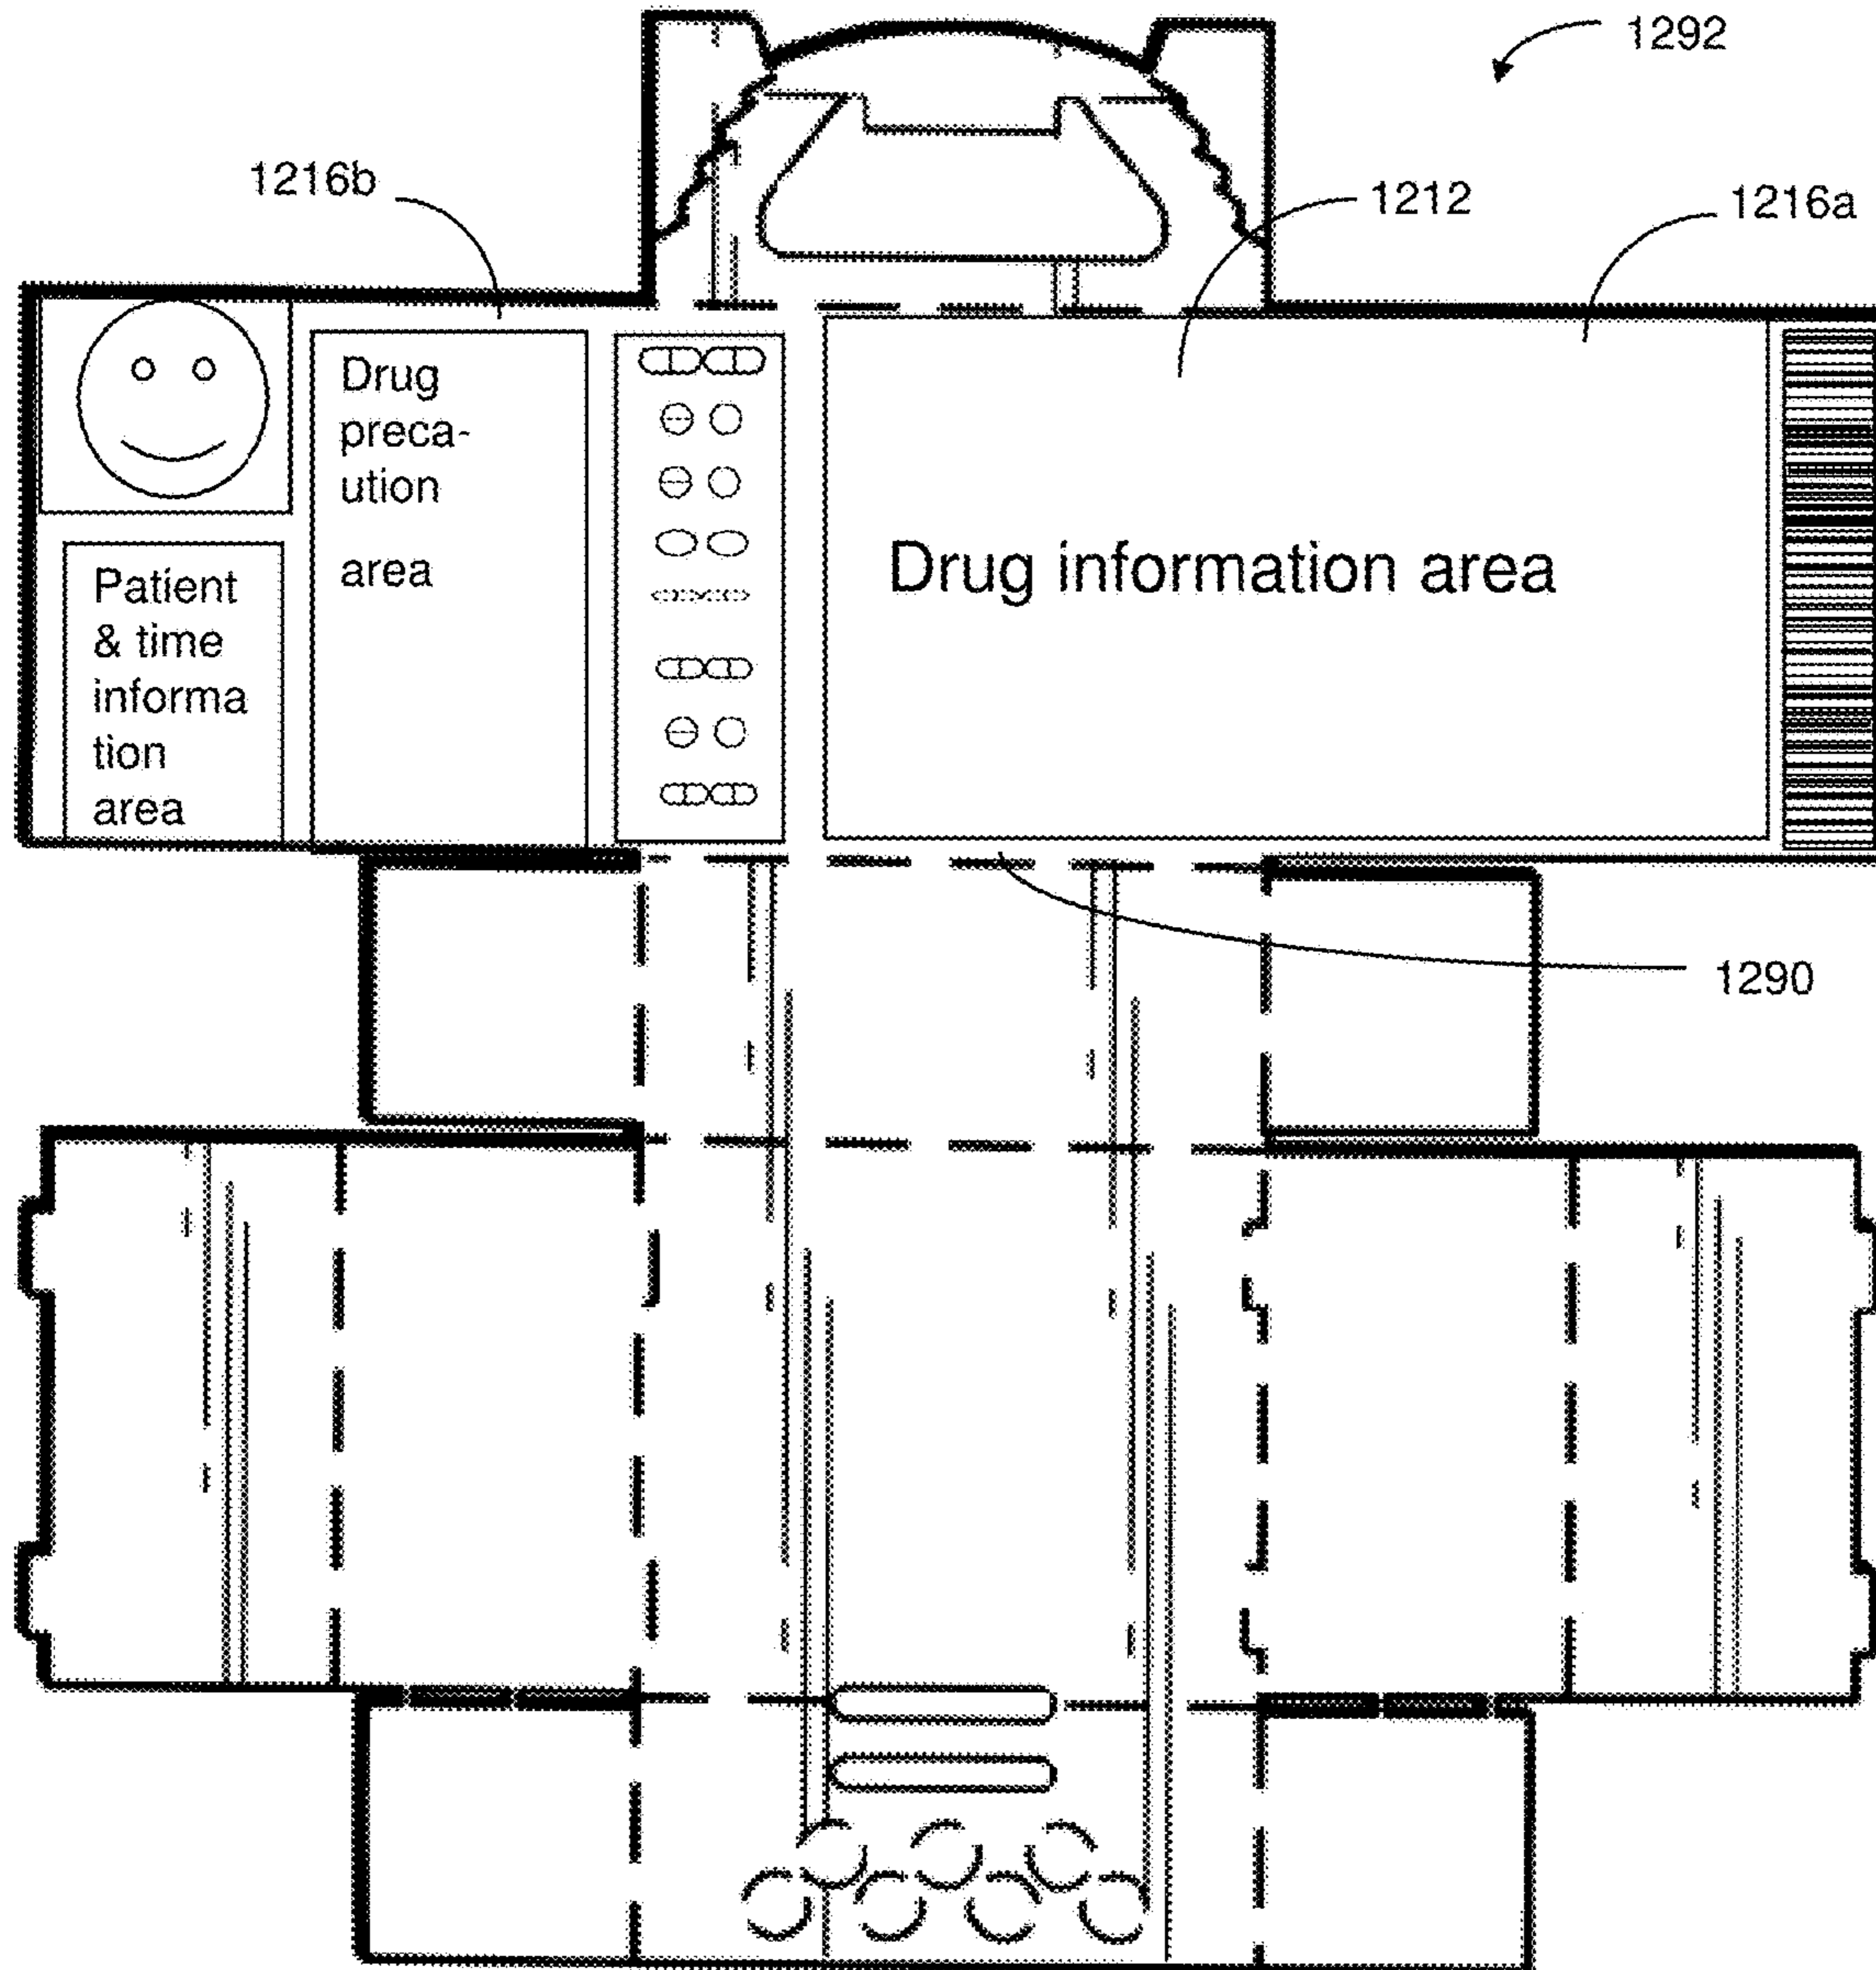 1292
1216b
1212
1216a
Drug
preca-
ution
area
Drug information area
Patient
& time
informa
tion
area
1290